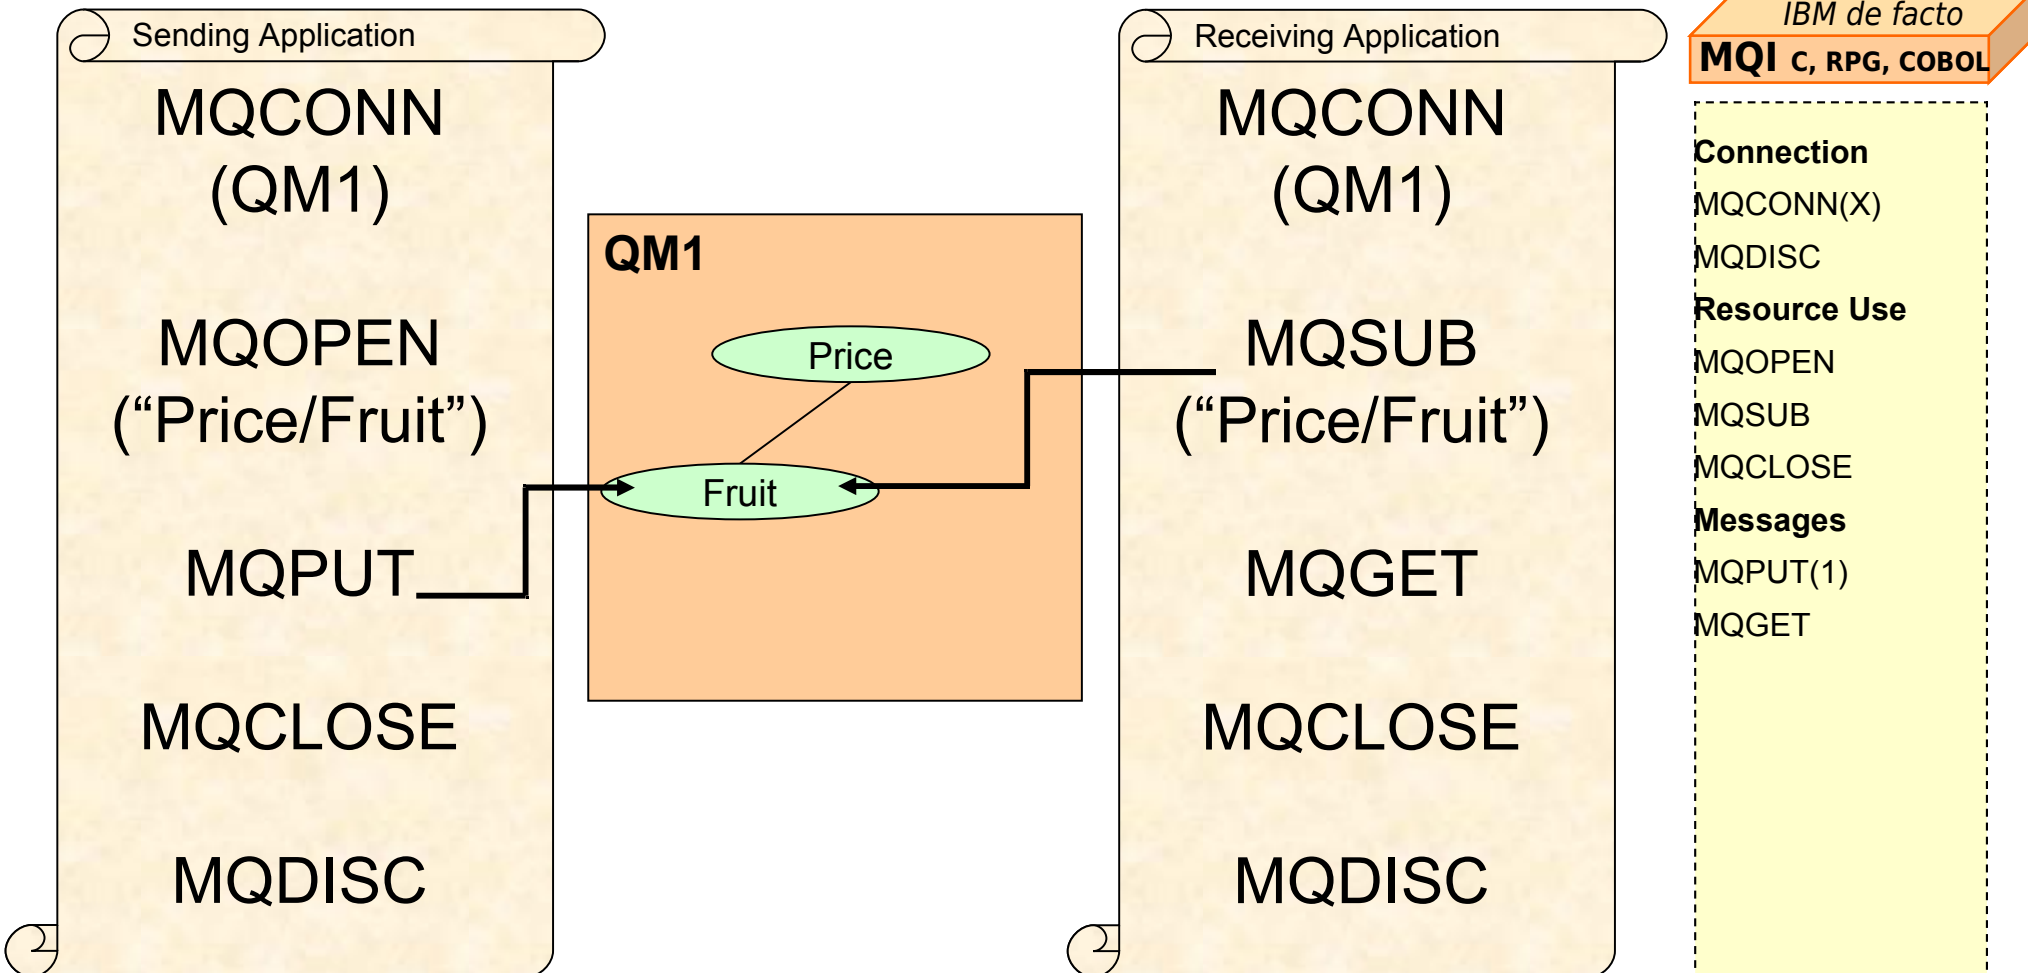 Sending Application
MQCONN
(QM1)
MQOPEN
(“Price/Fruit”)
MQPUT
MQCLOSE
MQDISC
QM1
Price
Fruit
Receiving Application
MQCONN
(QM1)
MQSUB
(“Price/Fruit”)
MQGET
MQCLOSE
MQDISC
IBM de facto
MQI C, RPG, COBOL
Connection
MQCONN(X)
MQDISC
Resource Use
MQOPEN
MQSUB
MQCLOSE
Messages
MQPUT(1)
MQGET